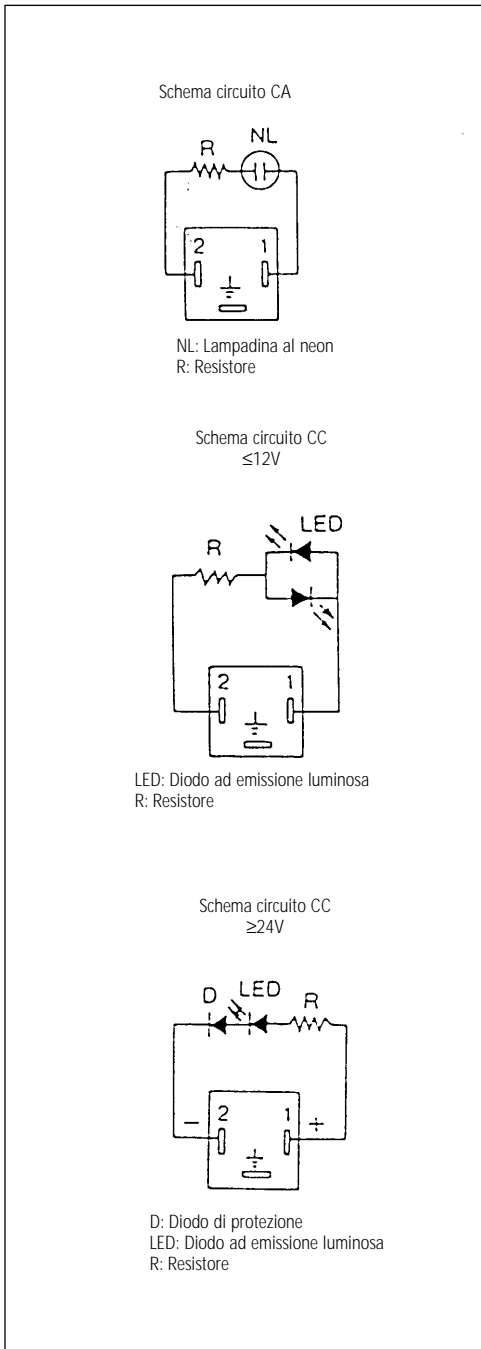 Schema circuito CA
R NL
2 1
NL: Lampadina al neon
R: Resistore
Schema circuito CC
≤12V
LED
R
2 1
LED: Diodo ad emissione luminosa
R: Resistore
Schema circuito CC
≥24V
D LED R
− 2 1 +
D: Diodo di protezione
LED: Diodo ad emissione luminosa
R: Resistore